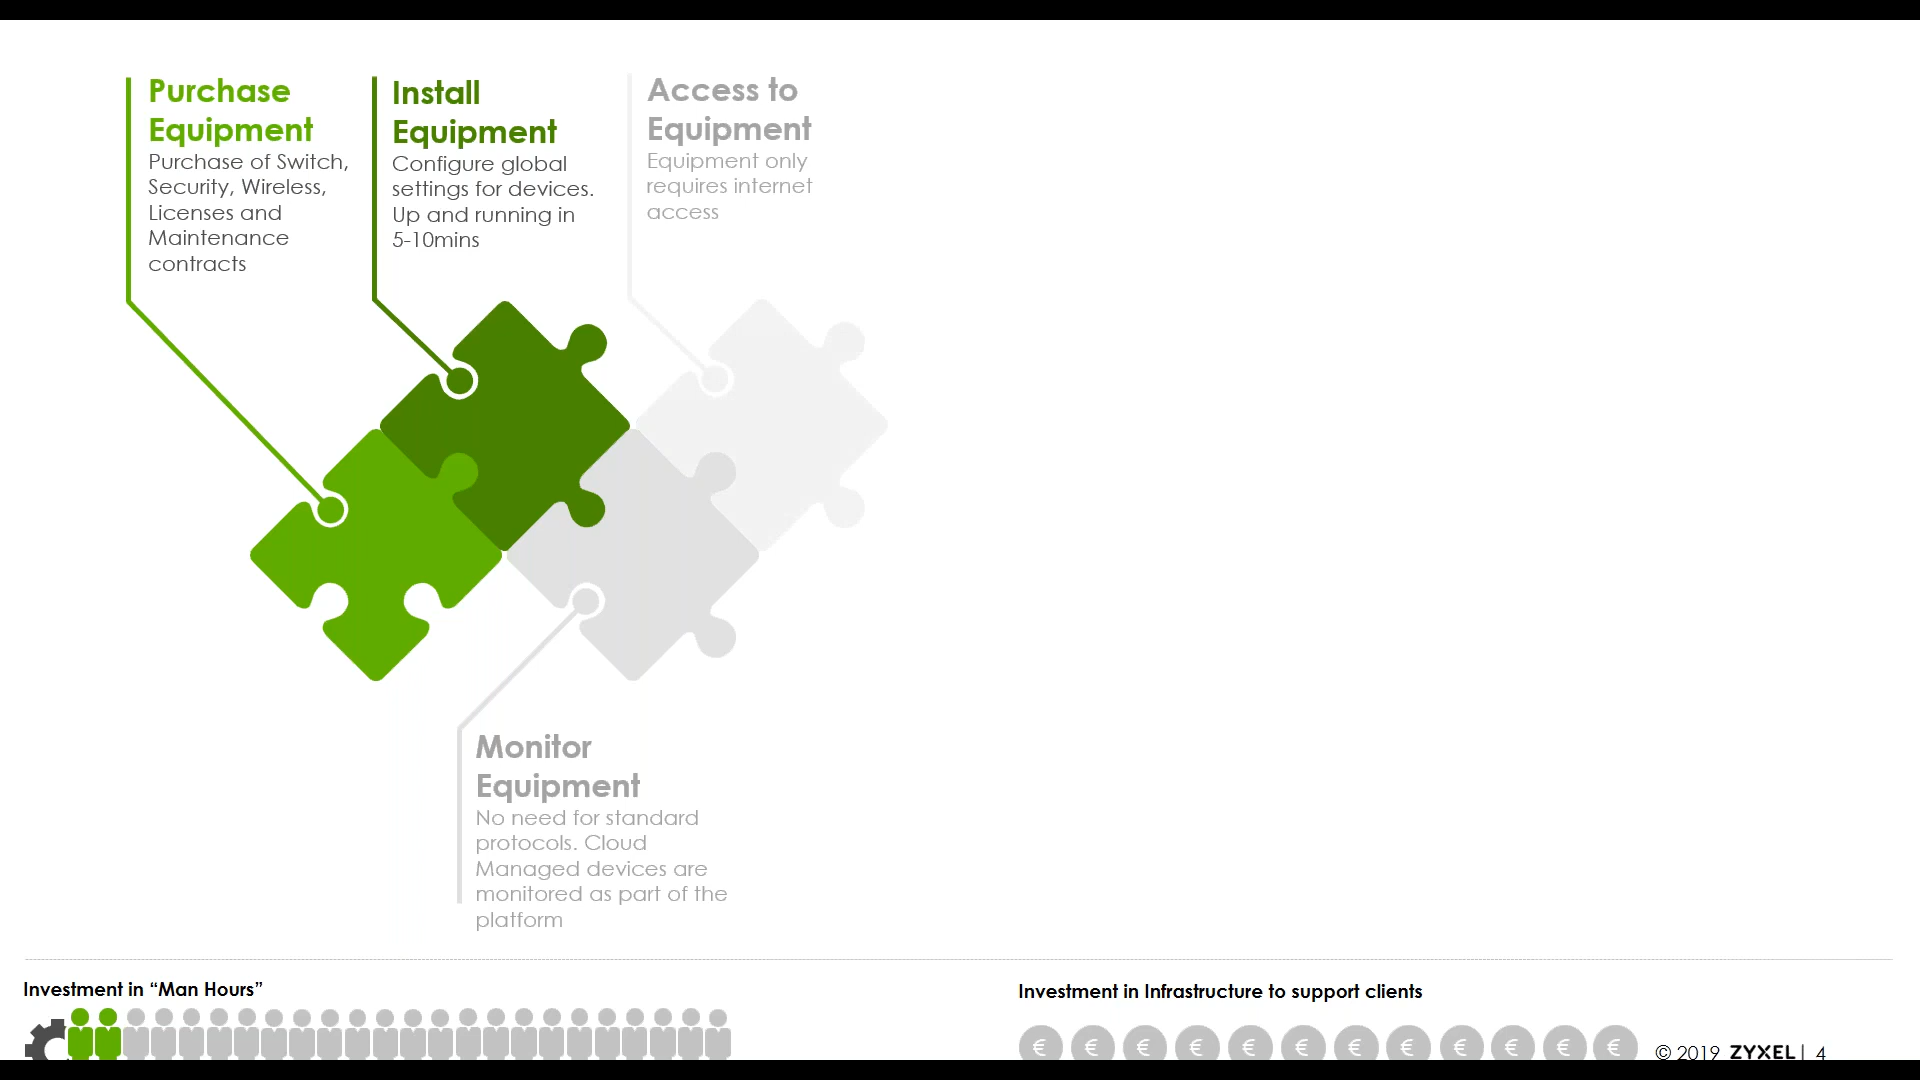 Purchase
Equipment
Purchase of Switch,
Security, Wireless,
Licenses and
Maintenance
contracts
Install
Equipment
Configure global
settings for devices.
Up and running in
5-10mins
Access to
Equipment
Equipment only
requires internet
access
Monitor
Equipment
No need for standard
protocols. Cloud
Managed devices are
monitored as part of the
platform
Investment in “Man Hours”
Investment in Infrastructure to support clients
€ € € € € € € € € € € €
© 2019 ZYXEL | 4